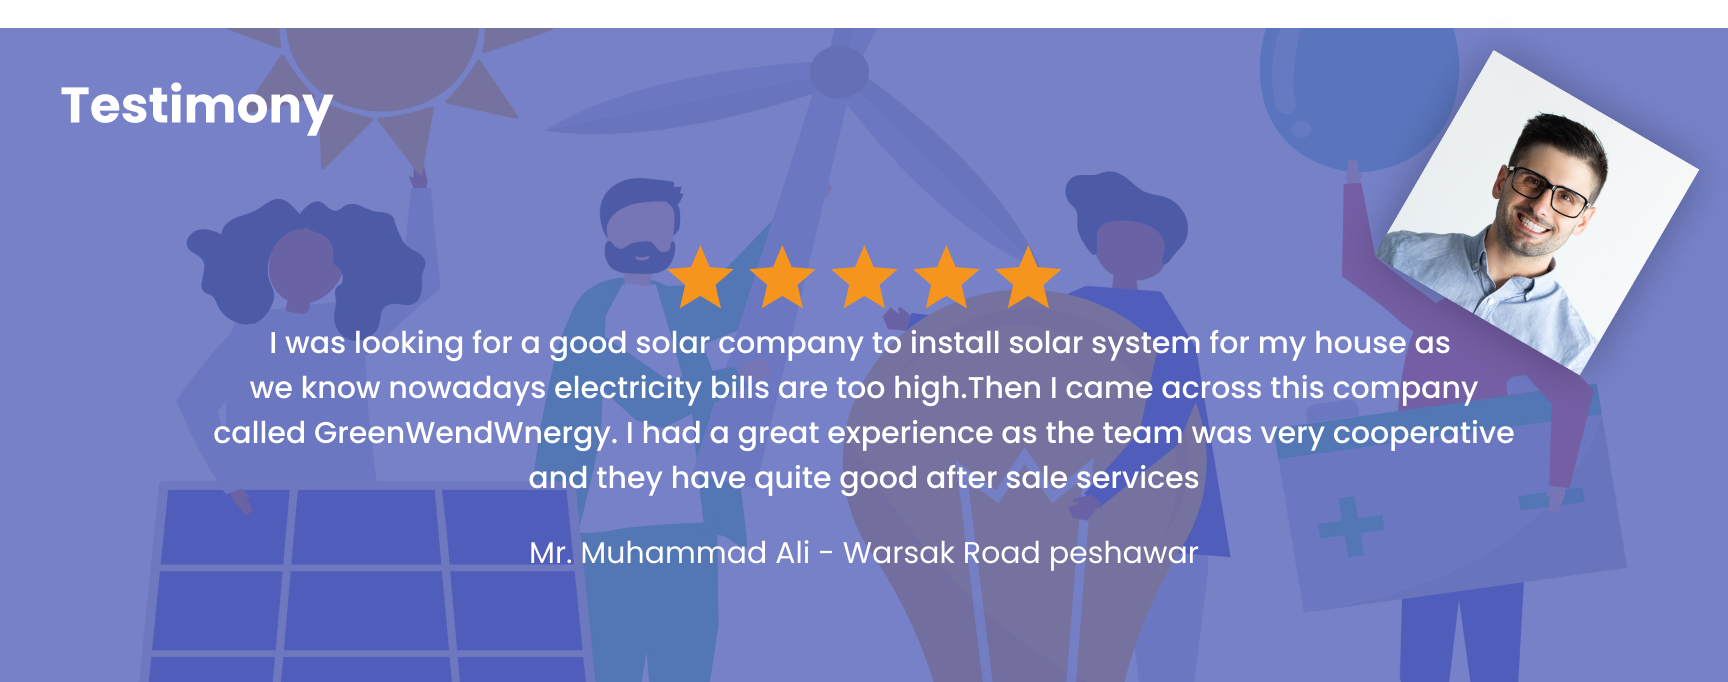 Testimony
I was looking for a good solar company to install solar system for my house as
we know nowadays electricity bills are too high.Then I came across this company
called GreenWendWnergy. I had a great experience as the team was very cooperative
and they have quite good after sale services
Mr. Muhammad Ali - Warsak Road peshawar